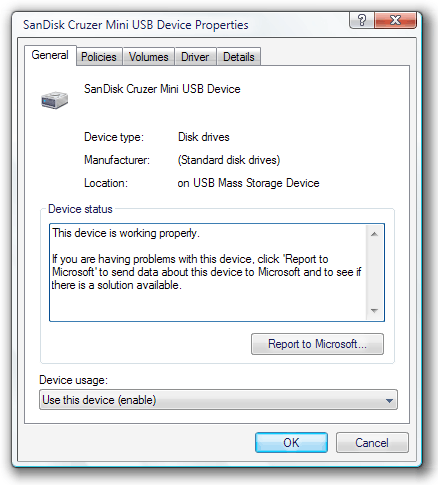 SanDisk Cruzer Mini USB Device Properties
General Policies Volumes Driver Details
SanDisk Cruzer Mini USB Device
Device type: Disk drives
Manufacturer: (Standard disk drives)
Location: on USB Mass Storage Device
Device status
This device is working properly.
If you are having problems with this device, click 'Report to
Microsoft' to send data about this device to Microsoft and to see if
there is a solution available.
Report to Microsoft...
Device usage:
Use this device (enable)
OK Cancel